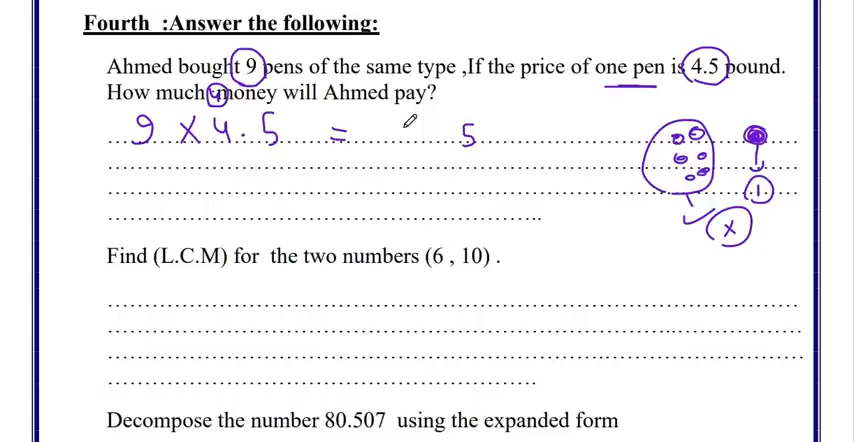 Fourth :Answer the following:
Ahmed bought 9 pens of the same type ,If the price of one pen is 4.5 pound.
How much money will Ahmed pay?
4
9 × 4.5 = 5
1
×
Find (L.C.M) for the two numbers (6 , 10) .
Decompose the number 80.507 using the expanded form